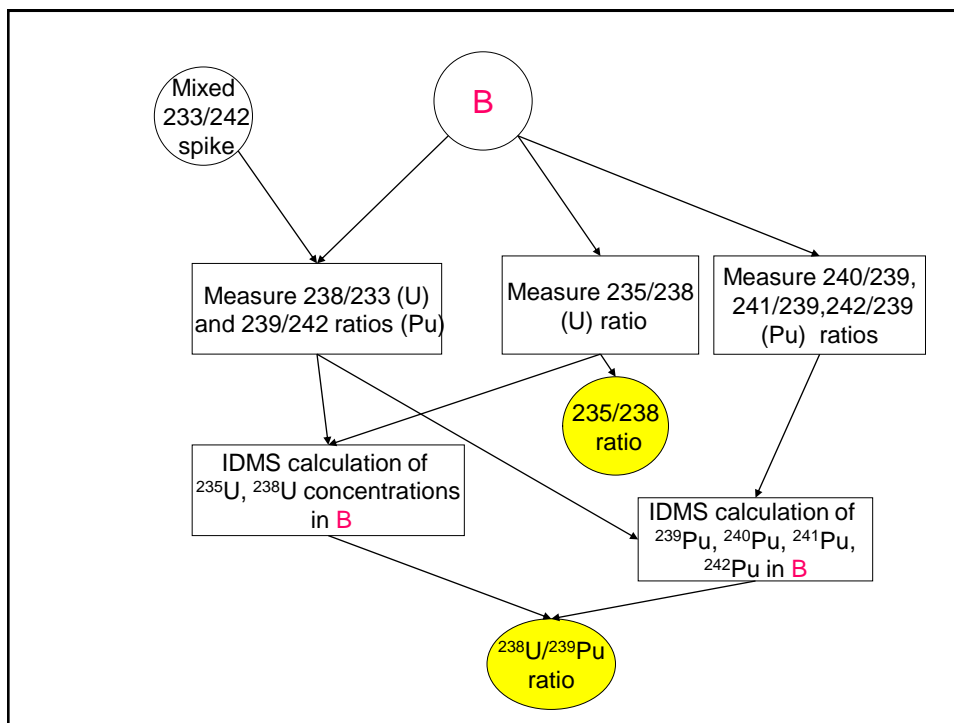 Mixed
233/242
spike
B
Measure 238/233 (U)
and 239/242 ratios (Pu)
Measure 235/238
(U) ratio
Measure 240/239,
241/239,242/239
(Pu) ratios
235/238
ratio
IDMS calculation of
²³⁵U, ²³⁸U concentrations
in B
IDMS calculation of
²³⁹Pu, ²⁴⁰Pu, ²⁴¹Pu,
²⁴²Pu in B
²³⁸U/²³⁹Pu
ratio